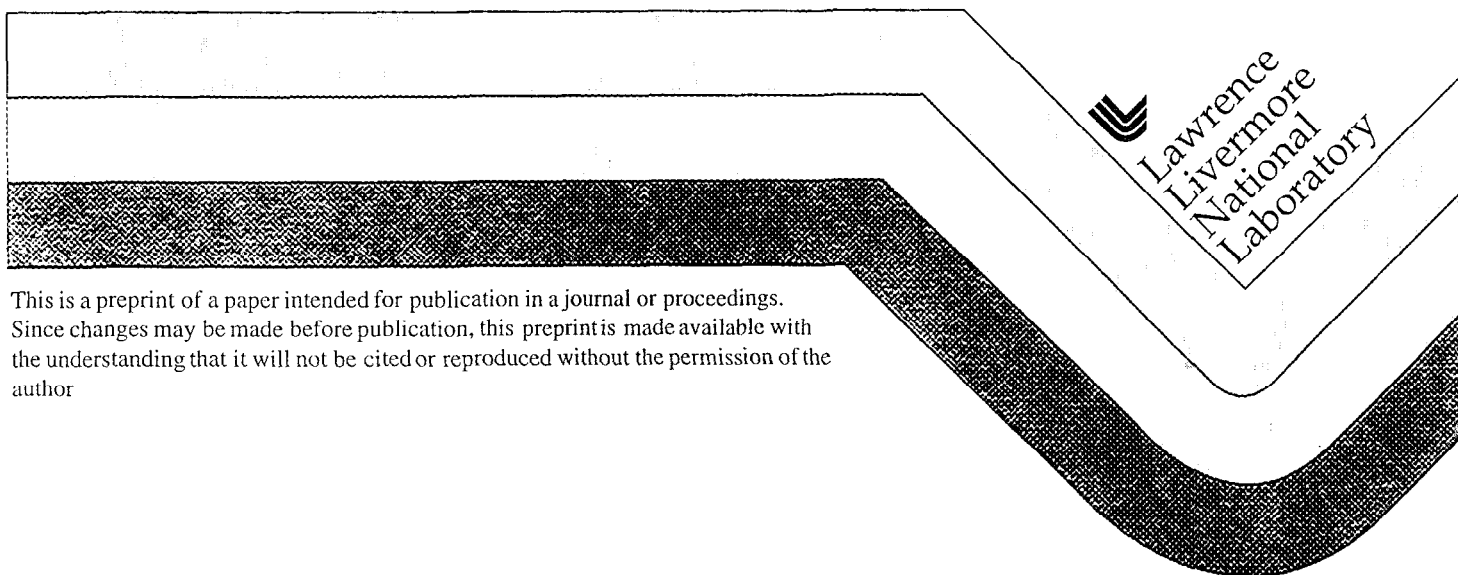 Lawrence
Livermore
National
Laboratory
This is a preprint of a paper intended for publication in a journal or proceedings.
Since changes may be made before publication, this preprint is made available with
the understanding that it will not be cited or reproduced without the permission of the
author